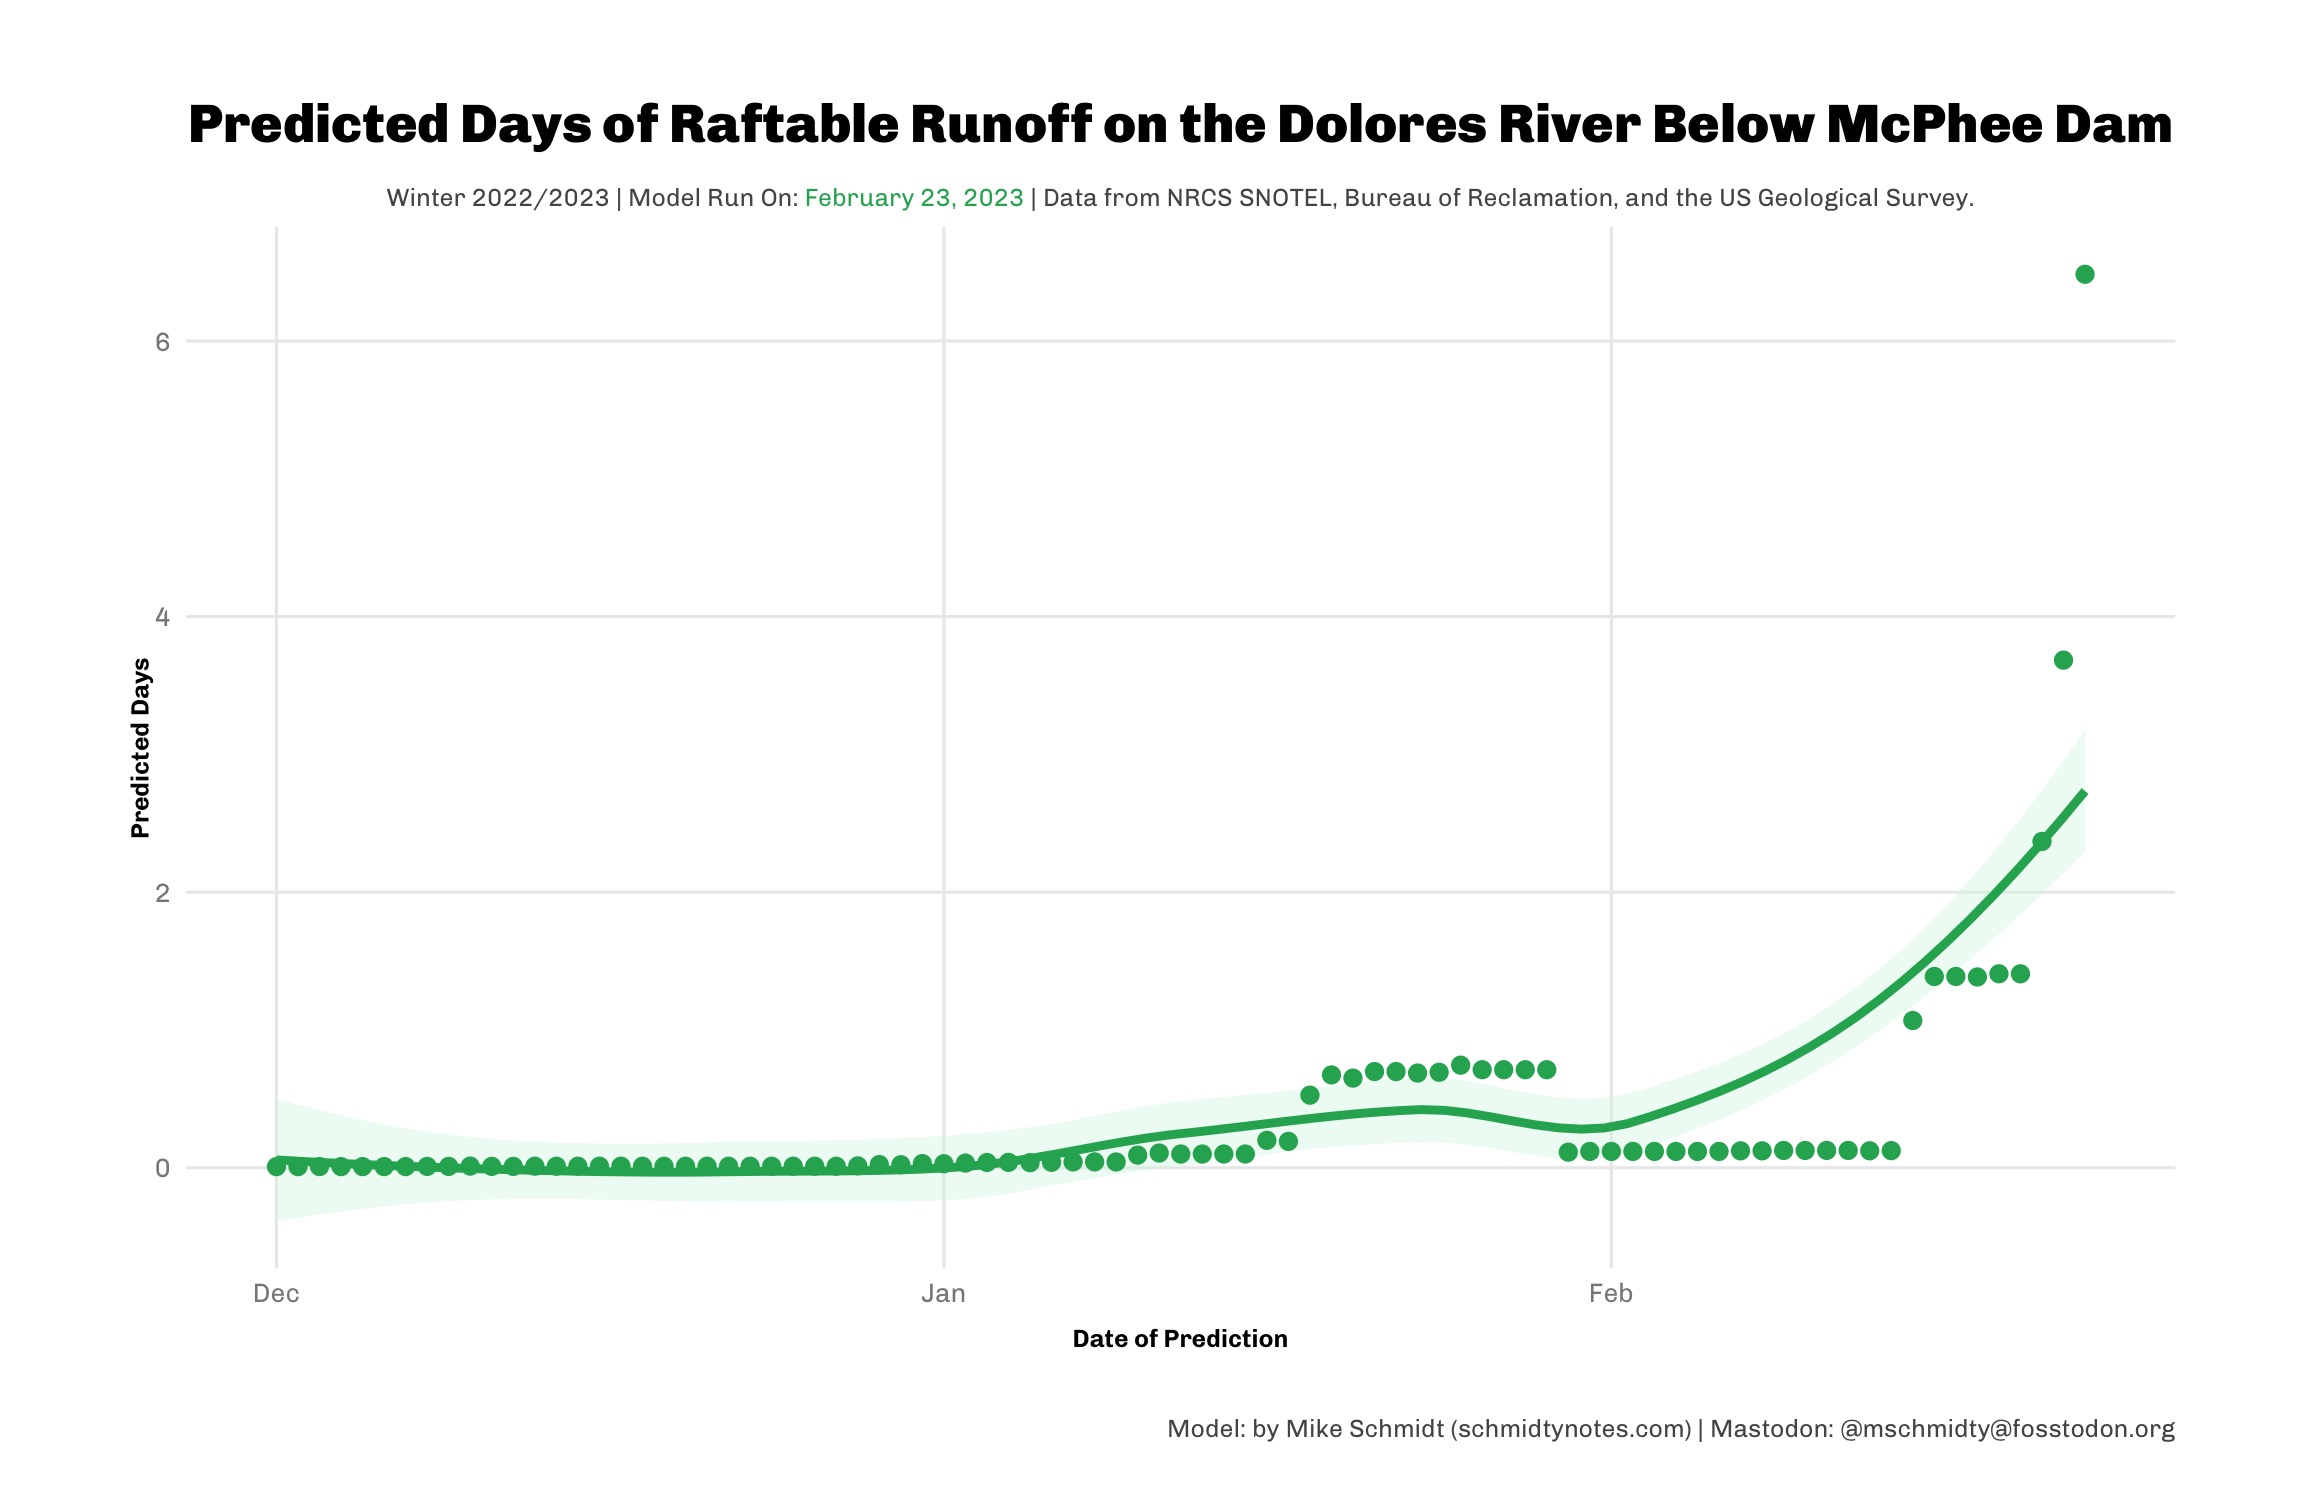 Predicted Days of Raftable Runoff on the Dolores River Below McPhee Dam
Winter 2022/2023 | Model Run On: February 23, 2023 | Data from NRCS SNOTEL, Bureau of Reclamation, and the US Geological Survey.
6
4
2
0
Predicted Days
Dec
Jan
Feb
Date of Prediction
Model: by Mike Schmidt (schmidtynotes.com) | Mastodon: @mschmidty@fosstodon.org